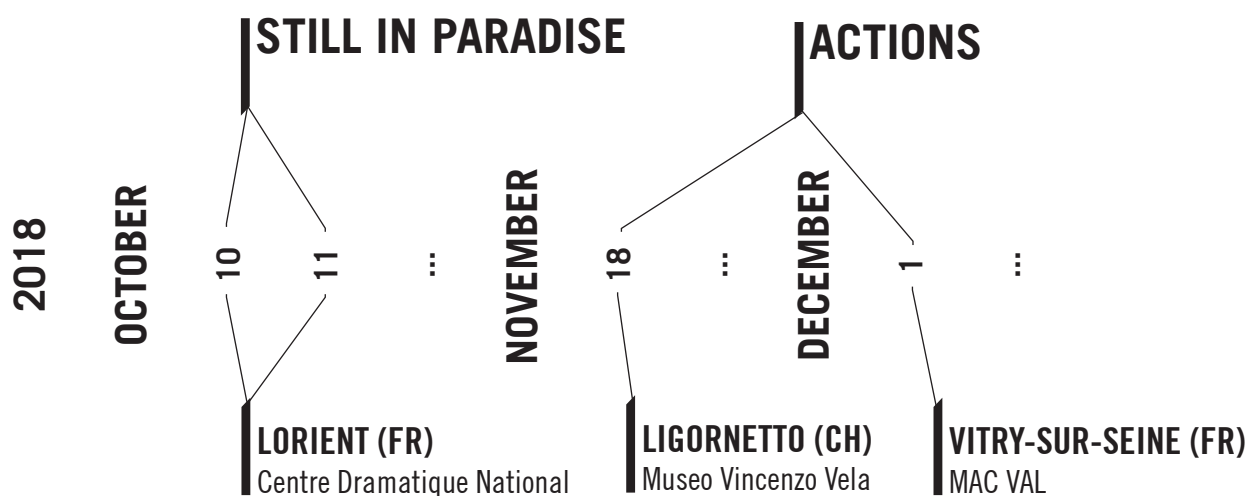 STILL IN PARADISE
ACTIONS
2018
OCTOBER
10
11
...
NOVEMBER
18
...
DECEMBER
1
...
LORIENT (FR)
Centre Dramatique National
LIGORNETTO (CH)
Museo Vincenzo Vela
VITRY-SUR-SEINE (FR)
MAC VAL